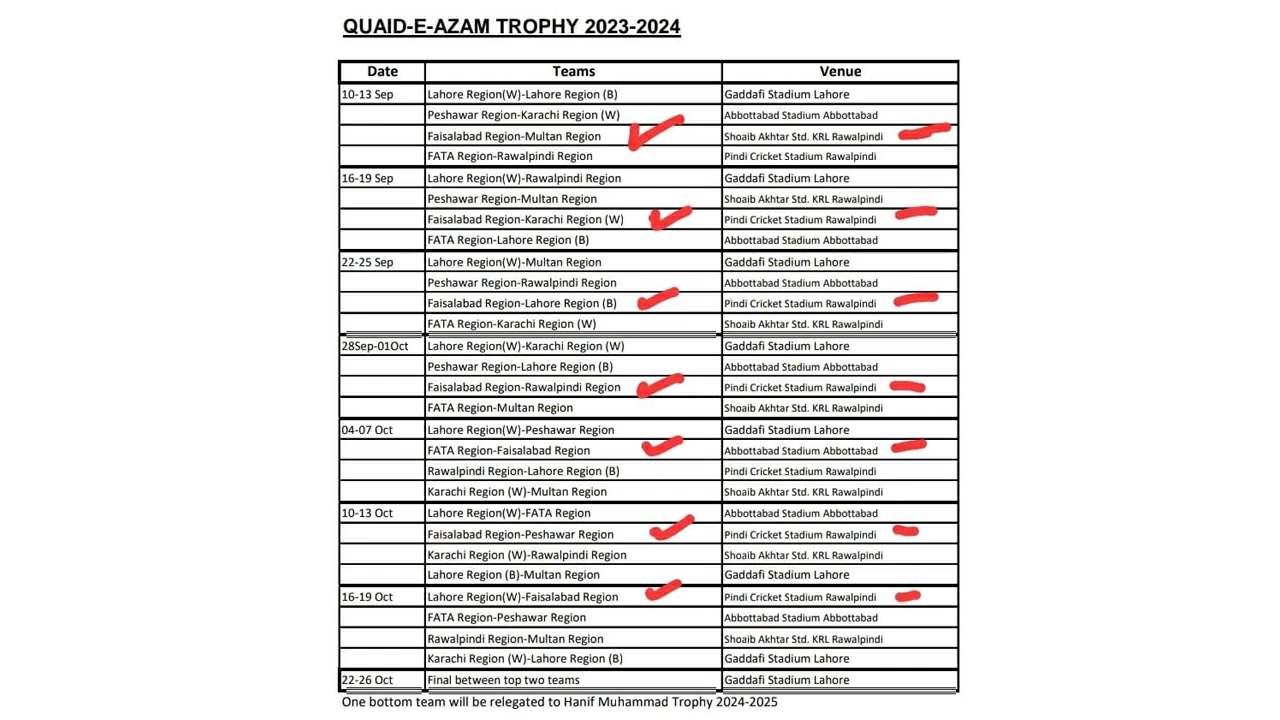 QUAID-E-AZAM TROPHY 2023-2024
Date Teams Venue
10-13 Sep Lahore Region(W)-Lahore Region (B) Gaddafi Stadium Lahore
Peshawar Region-Karachi Region (W) Abbottabad Stadium Abbottabad
Faisalabad Region-Multan Region Shoaib Akhtar Std. KRL Rawalpindi
FATA Region-Rawalpindi Region Pindi Cricket Stadium Rawalpindi
16-19 Sep Lahore Region(W)-Rawalpindi Region Gaddafi Stadium Lahore
Peshawar Region-Multan Region Shoaib Akhtar Std. KRL Rawalpindi
Faisalabad Region-Karachi Region (W) Pindi Cricket Stadium Rawalpindi
FATA Region-Lahore Region (B) Abbottabad Stadium Abbottabad
22-25 Sep Lahore Region(W)-Multan Region Gaddafi Stadium Lahore
Peshawar Region-Rawalpindi Region Abbottabad Stadium Abbottabad
Faisalabad Region-Lahore Region (B) Pindi Cricket Stadium Rawalpindi
FATA Region-Karachi Region (W) Shoaib Akhtar Std. KRL Rawalpindi
28Sep-01Oct Lahore Region(W)-Karachi Region (W) Gaddafi Stadium Lahore
Peshawar Region-Lahore Region (B) Abbottabad Stadium Abbottabad
Faisalabad Region-Rawalpindi Region Pindi Cricket Stadium Rawalpindi
FATA Region-Multan Region Shoaib Akhtar Std. KRL Rawalpindi
04-07 Oct Lahore Region(W)-Peshawar Region Gaddafi Stadium Lahore
FATA Region-Faisalabad Region Abbottabad Stadium Abbottabad
Rawalpindi Region-Lahore Region (B) Pindi Cricket Stadium Rawalpindi
Karachi Region (W)-Multan Region Shoaib Akhtar Std. KRL Rawalpindi
10-13 Oct Lahore Region(W)-FATA Region Abbottabad Stadium Abbottabad
Faisalabad Region-Peshawar Region Pindi Cricket Stadium Rawalpindi
Karachi Region (W)-Rawalpindi Region Shoaib Akhtar Std. KRL Rawalpindi
Lahore Region (B)-Multan Region Gaddafi Stadium Lahore
16-19 Oct Lahore Region(W)-Faisalabad Region Pindi Cricket Stadium Rawalpindi
FATA Region-Peshawar Region Abbottabad Stadium Abbottabad
Rawalpindi Region-Multan Region Shoaib Akhtar Std. KRL Rawalpindi
Karachi Region (W)-Lahore Region (B) Gaddafi Stadium Lahore
22-26 Oct Final between top two teams Gaddafi Stadium Lahore
One bottom team will be relegated to Hanif Muhammad Trophy 2024-2025